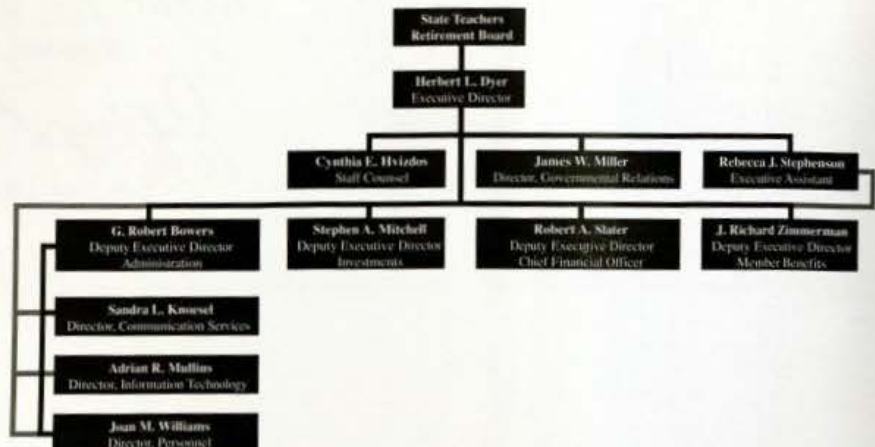 State Teachers
Retirement Board
Herbert L. Dyer
Executive Director
Cynthia E. Hvizdos
Staff Counsel
James W. Miller
Director, Governmental Relations
Rebecca J. Stephenson
Executive Assistant
G. Robert Bowers
Deputy Executive Director
Administration
Stephen A. Mitchell
Deputy Executive Director
Investments
Robert A. Slater
Deputy Executive Director
Chief Financial Officer
J. Richard Zimmerman
Deputy Executive Director
Member Benefits
Sandra L. Knoesel
Director, Communication Services
Adrian R. Mullins
Director, Information Technology
Joan M. Williams
Director, Personnel